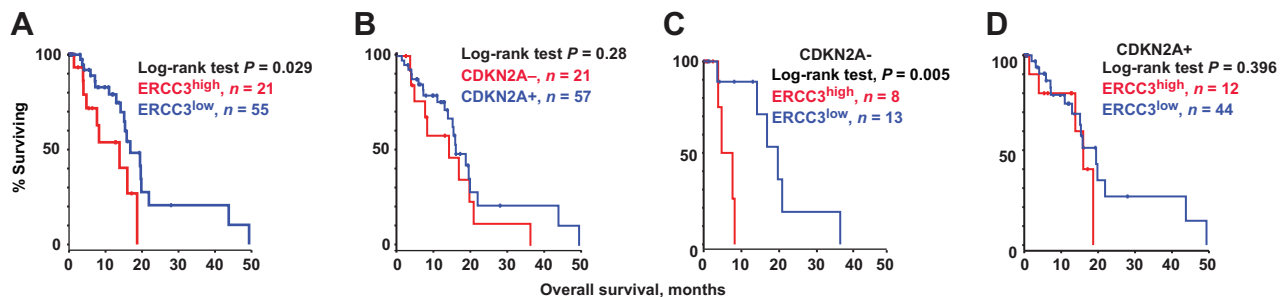 A
Log-rank test P = 0.029
ERCC3high, n = 21
ERCC3low, n = 55
100
50
0
% Surviving
0 10 20 30 40 50
B
Log-rank test P = 0.28
CDKN2A–, n = 21
CDKN2A+, n = 57
100
50
0
0 10 20 30 40 50
C
CDKN2A-
Log-rank test, P = 0.005
ERCC3high, n = 8
ERCC3low, n = 13
100
50
0
0 10 20 30 40 50
D
CDKN2A+
Log-rank test P = 0.396
ERCC3high, n = 12
ERCC3low, n = 44
100
50
0
0 10 20 30 40 50
Overall survival, months